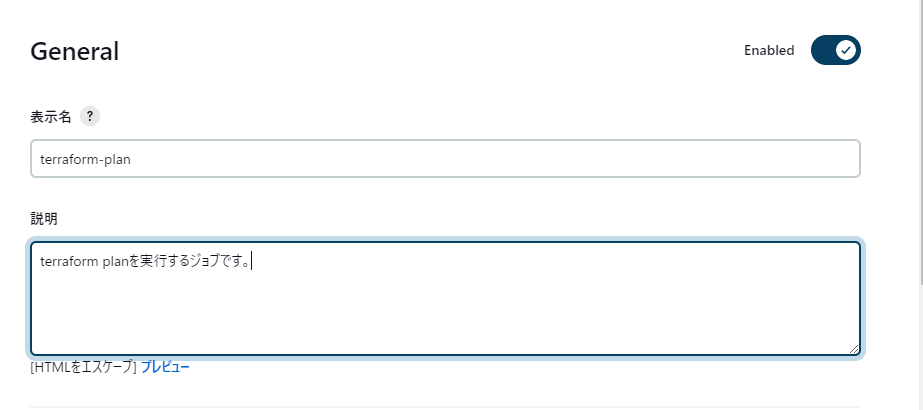 General
Enabled
表示名 ?
terraform-plan
説明
terraform planを実行するジョブです。
[HTMLをエスケープ] プレビュー